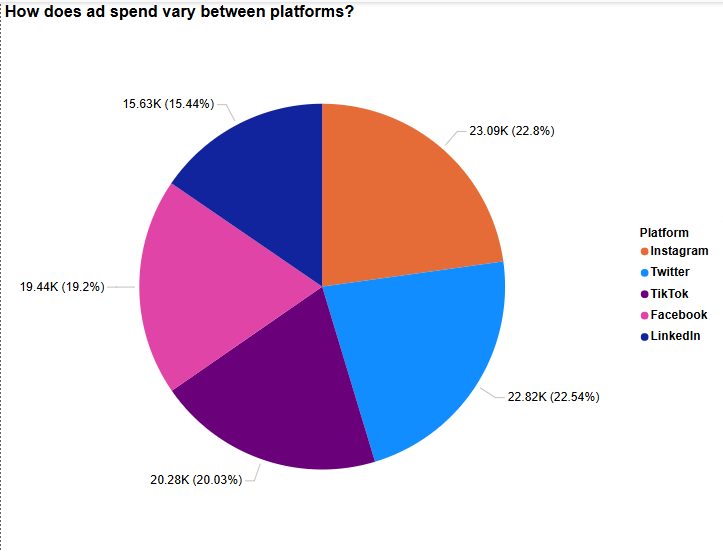 How does ad spend vary between platforms?
15.63K (15.44%)
23.09K (22.8%)
19.44K (19.2%)
22.82K (22.54%)
20.28K (20.03%)
Platform
Instagram
Twitter
TikTok
Facebook
LinkedIn